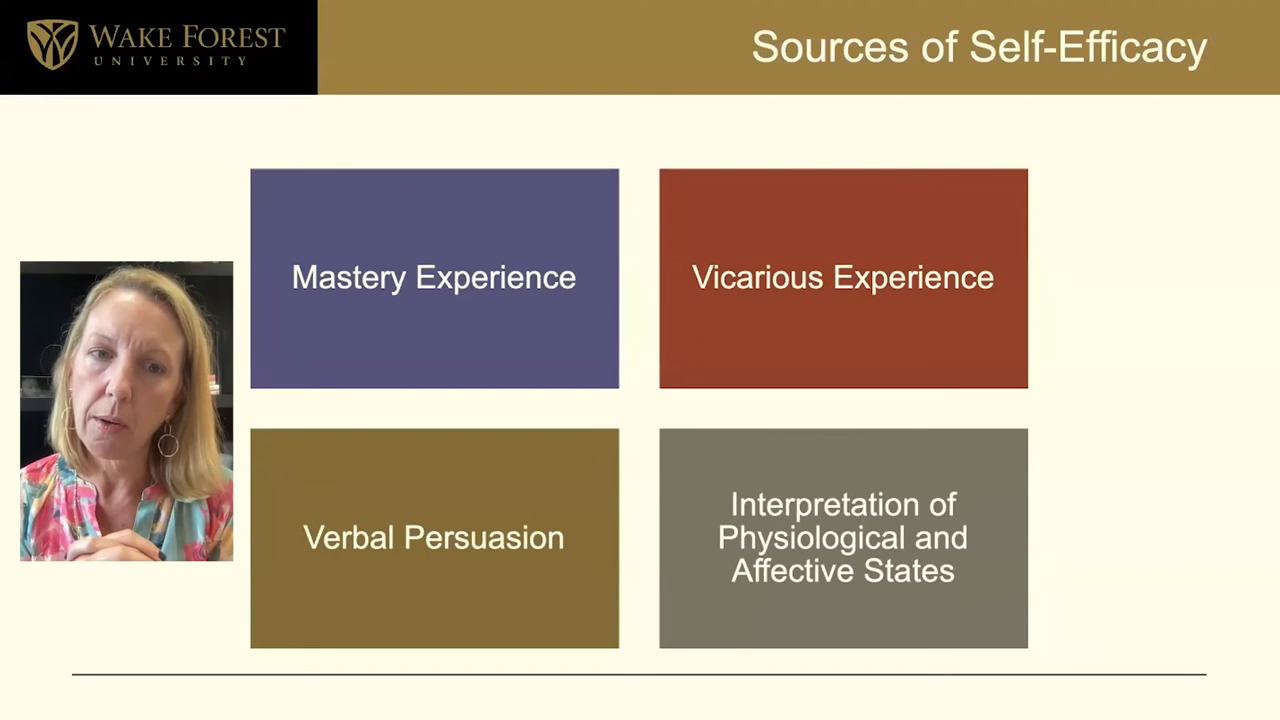 WAKE FOREST
UNIVERSITY
Sources of Self-Efficacy
Mastery Experience
Vicarious Experience
Verbal Persuasion
Interpretation of
Physiological and
Affective States